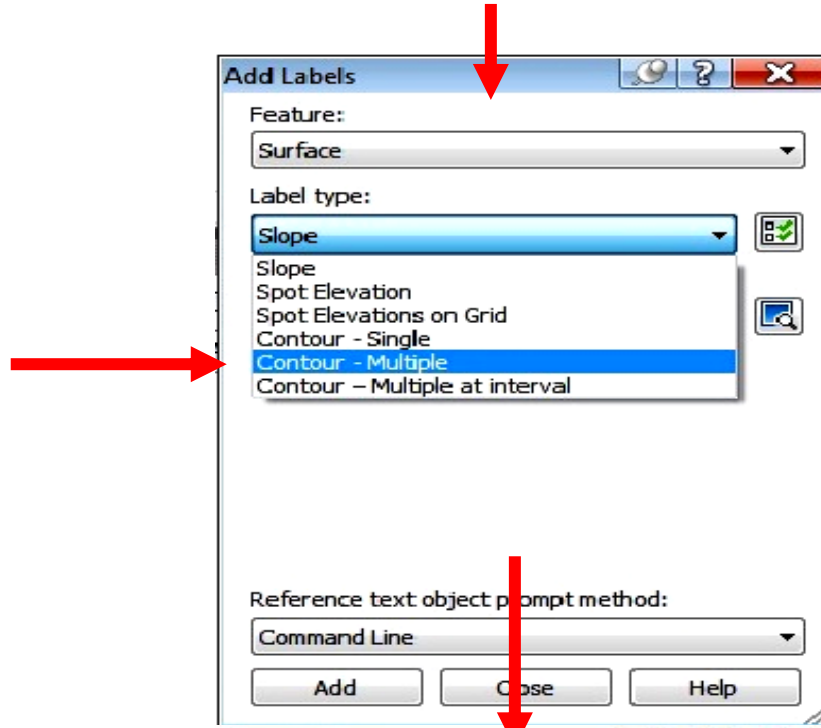 Add Labels
Feature:
Surface
Label type:
Slope
Slope
Spot Elevation
Spot Elevations on Grid
Contour - Single
Contour - Multiple
Contour – Multiple at interval
Reference text object prompt method:
Command Line
Add Close Help